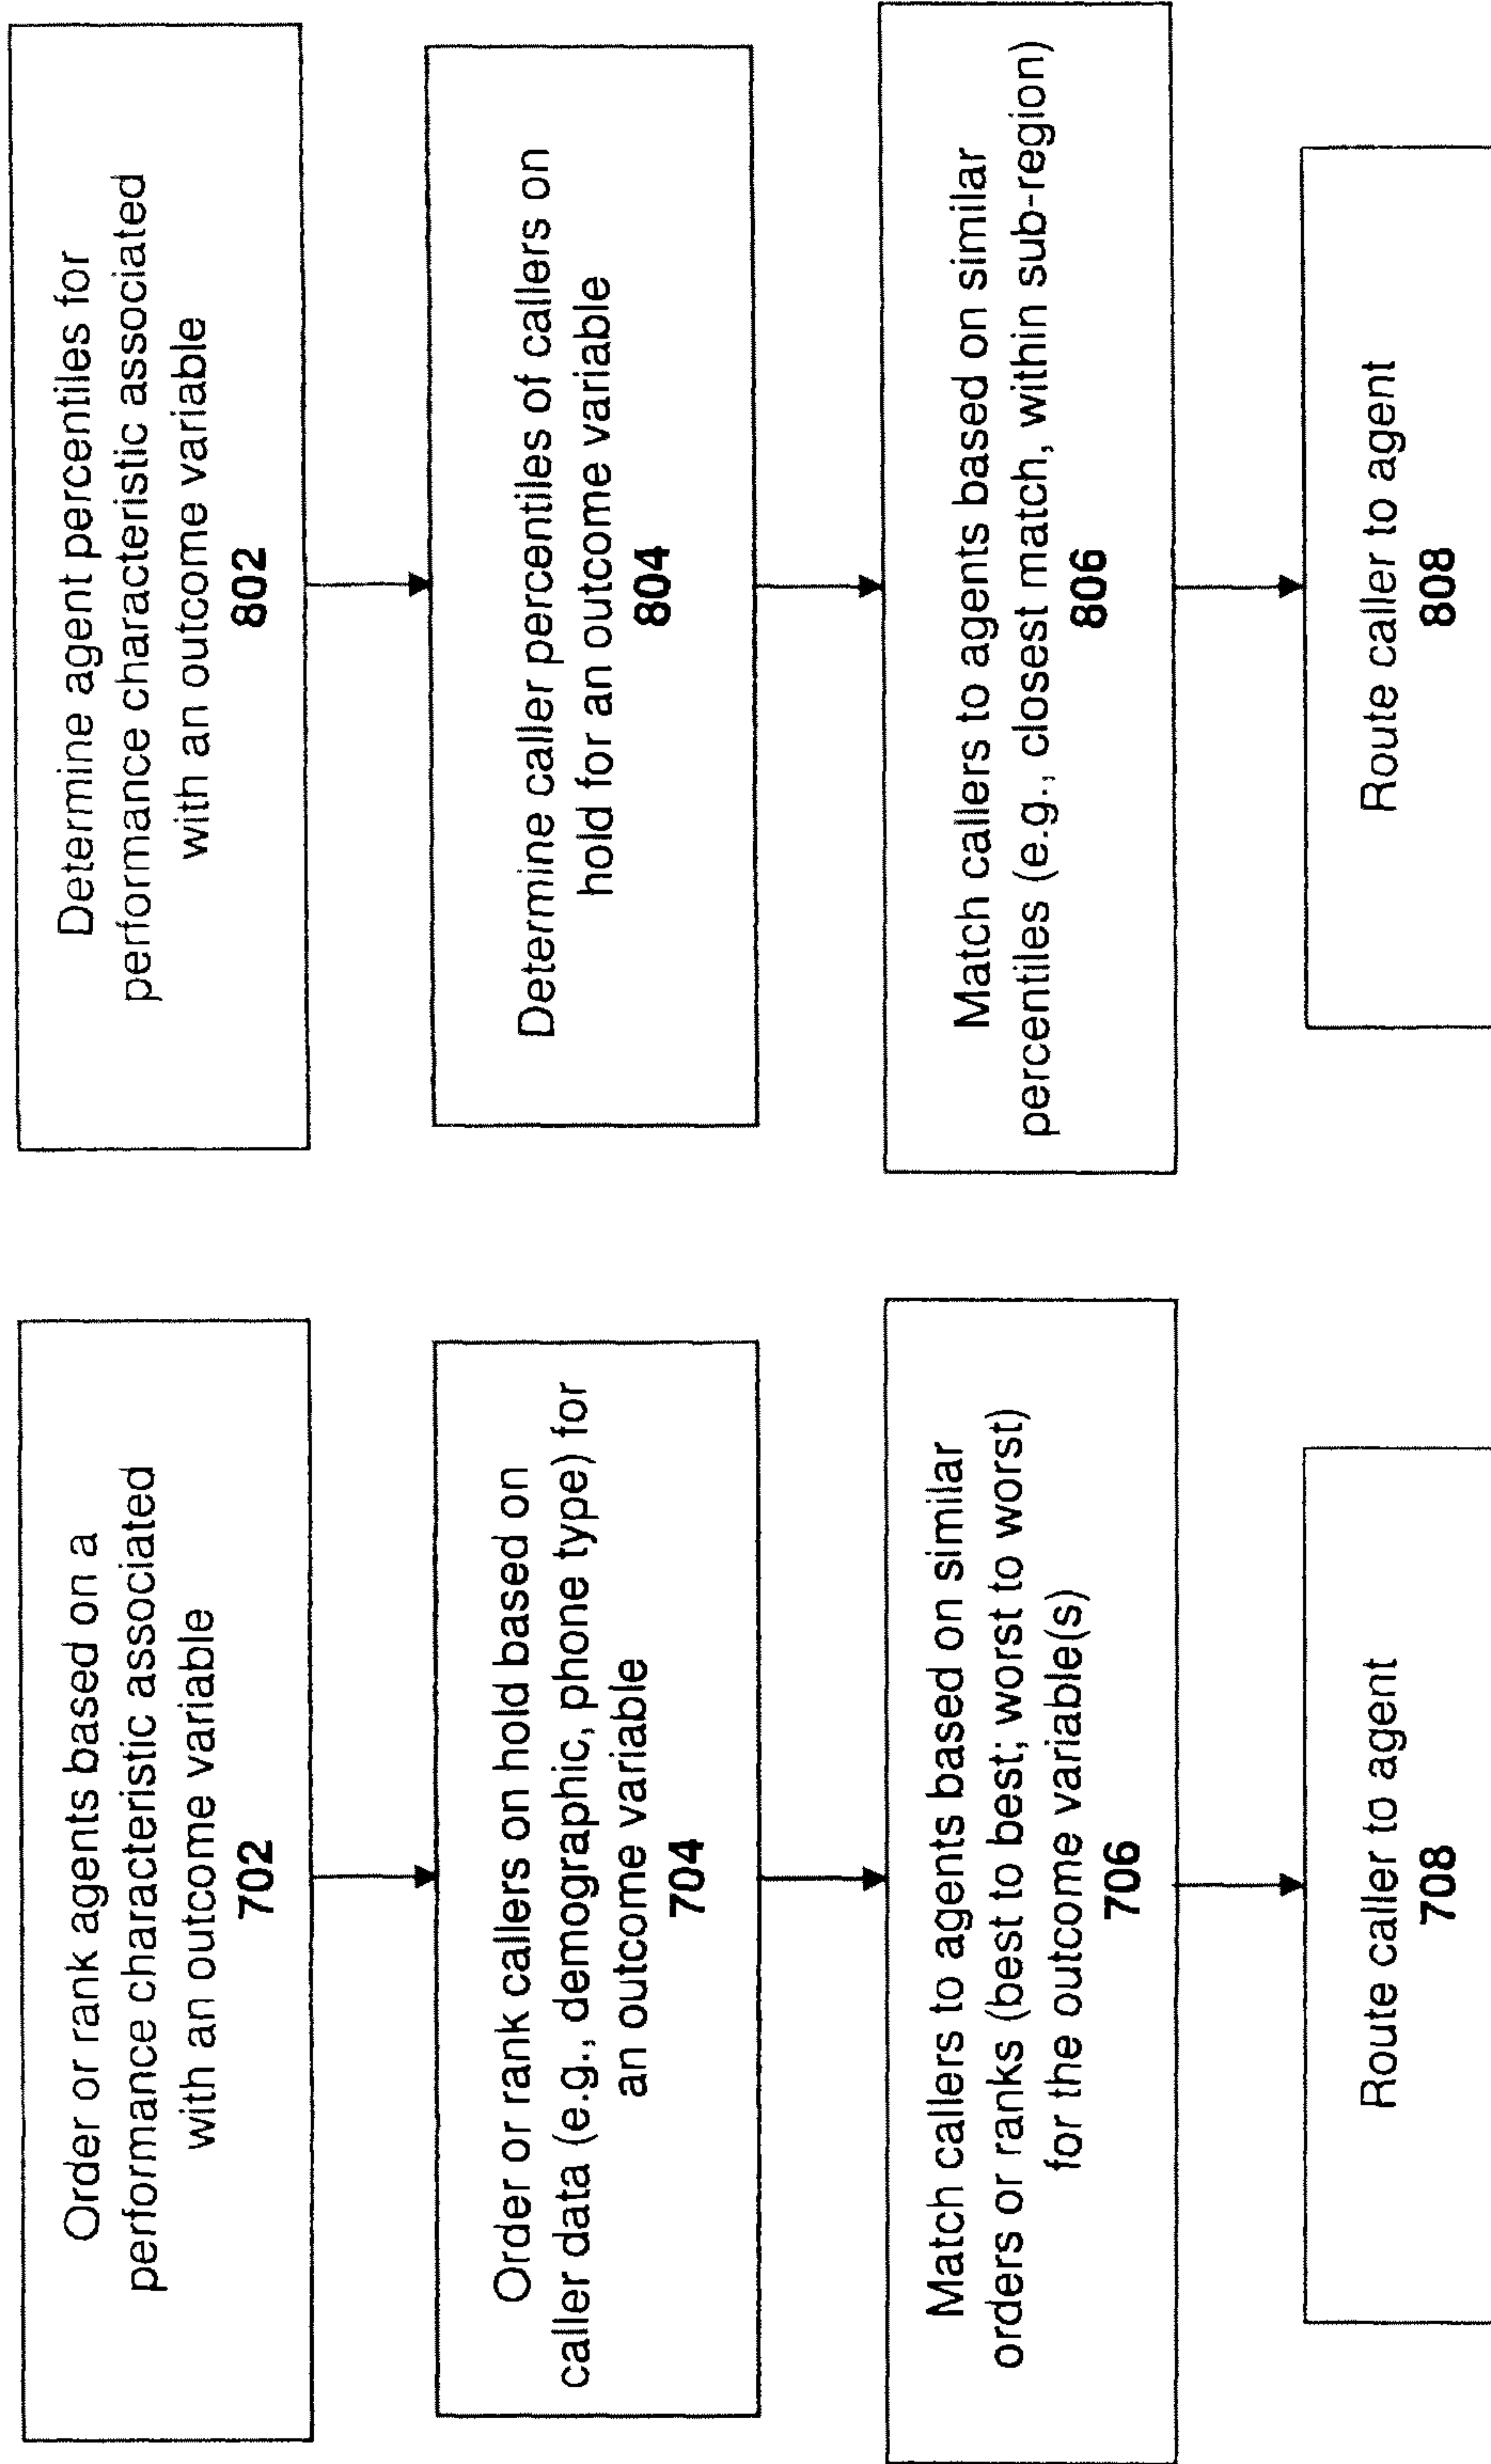 Order or rank agents based on a
performance characteristic associated
with an outcome variable
702
Order or rank callers on hold based on
caller data (e.g., demographic, phone type) for
an outcome variable
704
Match callers to agents based on similar
orders or ranks (best to best; worst to worst)
for the outcome variable(s)
706
Route caller to agent
708
Determine agent percentiles for
performance characteristic associated
with an outcome variable
802
Determine caller percentiles of callers on
hold for an outcome variable
804
Match callers to agents based on similar
percentiles (e.g., closest match, within sub-region)
806
Route caller to agent
808